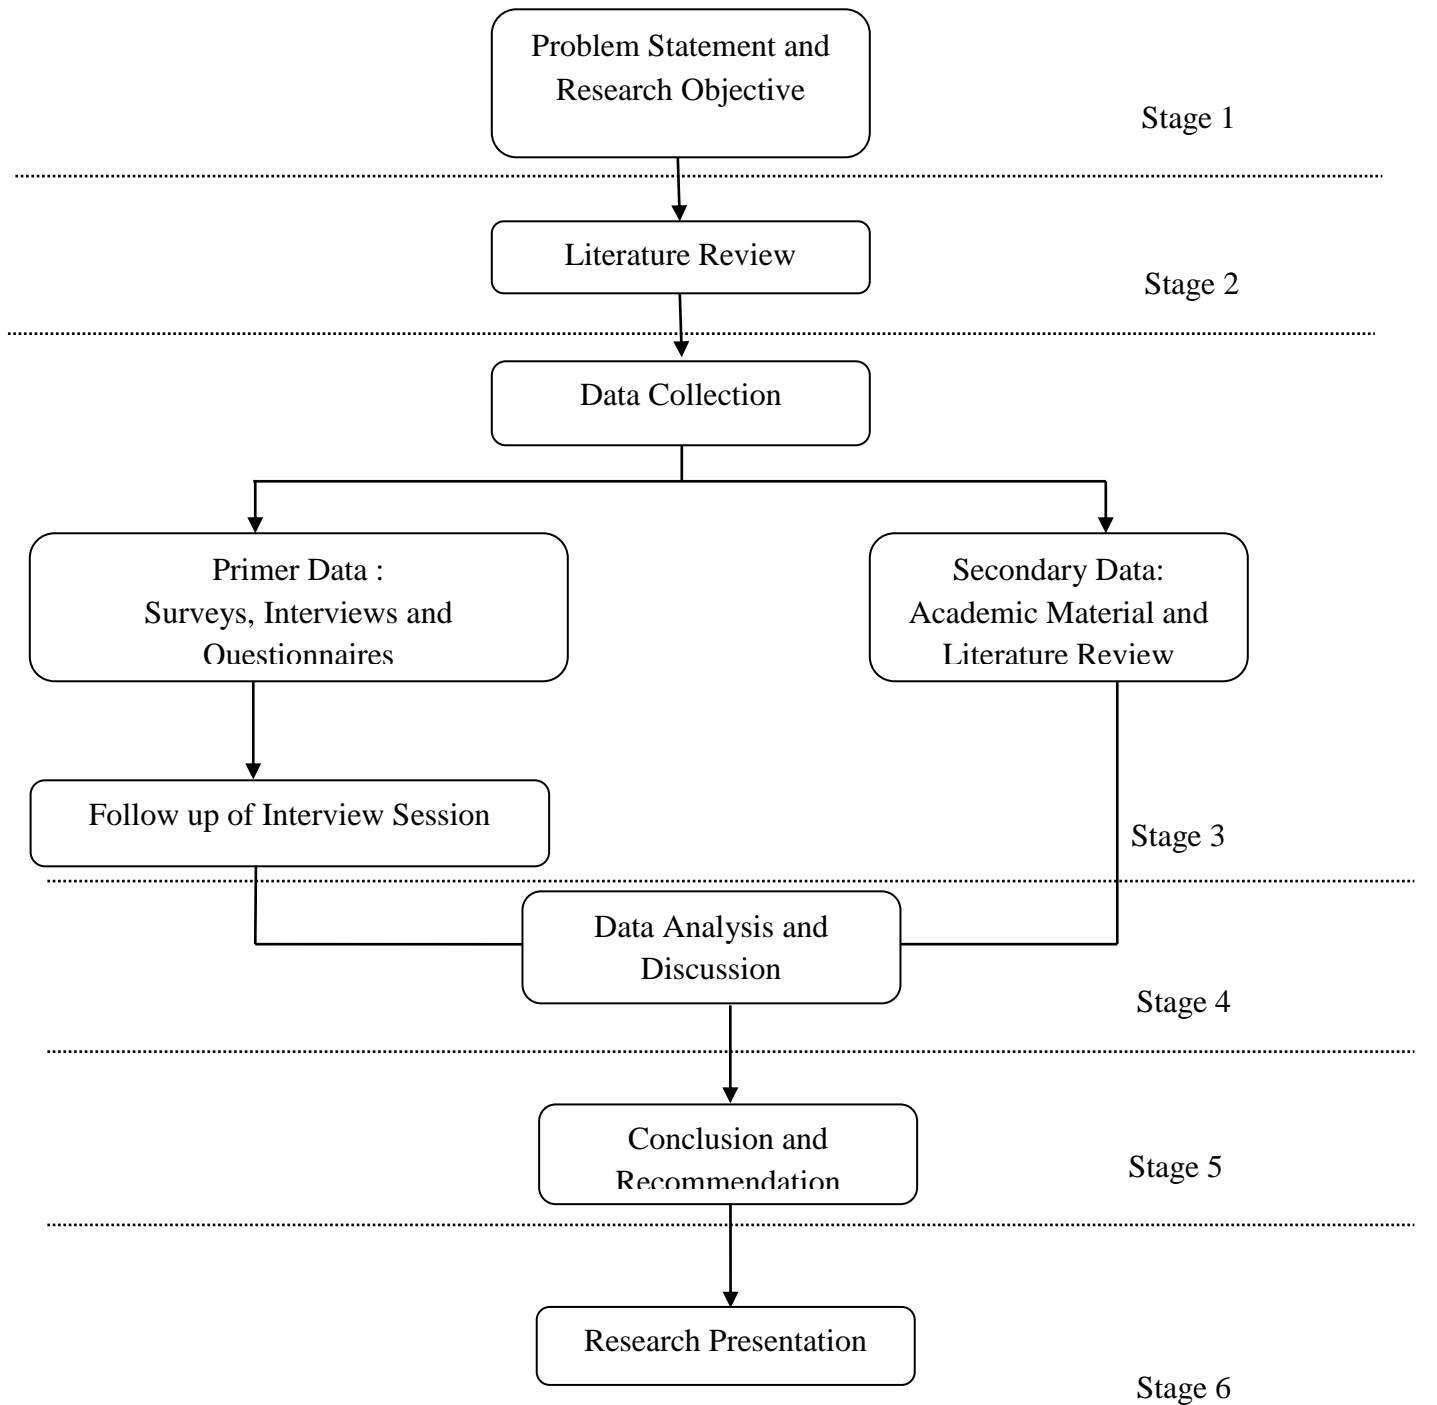 Problem Statement and
Research Objective
Stage 1
Literature Review
Stage 2
Data Collection
Primer Data :
Surveys, Interviews and
Questionnaires
Secondary Data:
Academic Material and
Literature Review
Follow up of Interview Session
Stage 3
Data Analysis and
Discussion
Stage 4
Conclusion and
Recommendation
Stage 5
Research Presentation
Stage 6